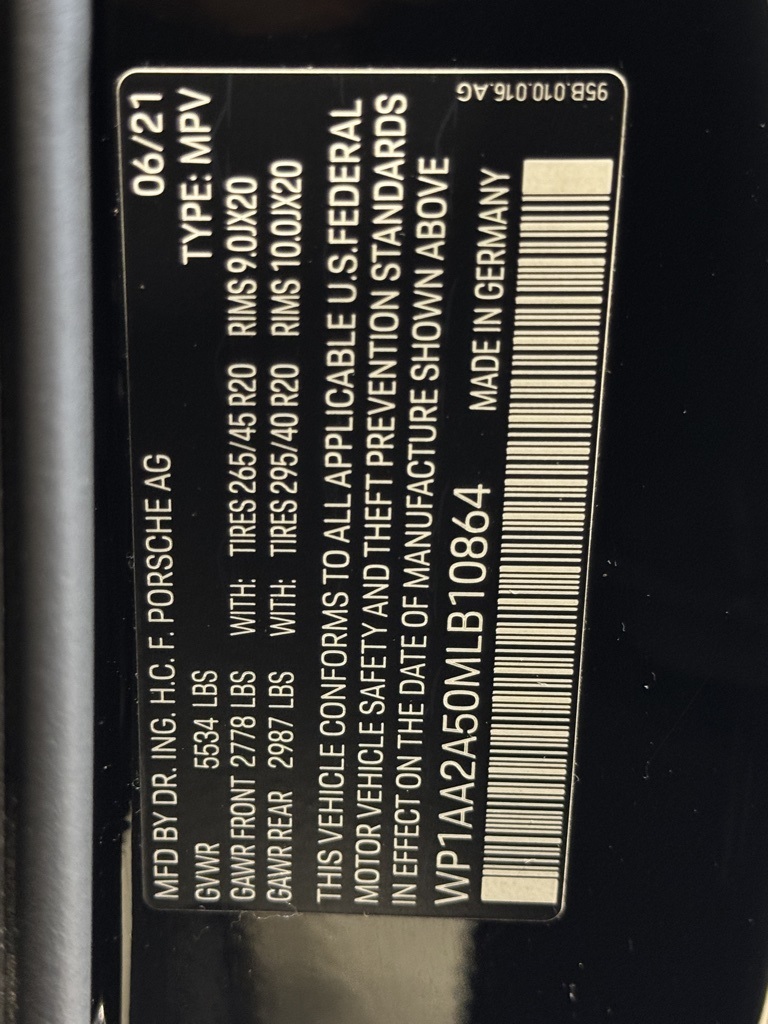 MFD BY DR. ING. H.C. F. PORSCHE AG 06/21
GVWR 5534 LBS TYPE: MPV
GAWR FRONT 2778 LBS WITH: TIRES 265/45 R20 RIMS 9.0JX20
GAWR REAR 2987 LBS WITH: TIRES 295/40 R20 RIMS 10.0JX20
THIS VEHICLE CONFORMS TO ALL APPLICABLE U.S.FEDERAL
MOTOR VEHICLE SAFETY AND THEFT PREVENTION STANDARDS
IN EFFECT ON THE DATE OF MANUFACTURE SHOWN ABOVE
WP1AA2A50MLB10864 MADE IN GERMANY
95B.010.016.AG